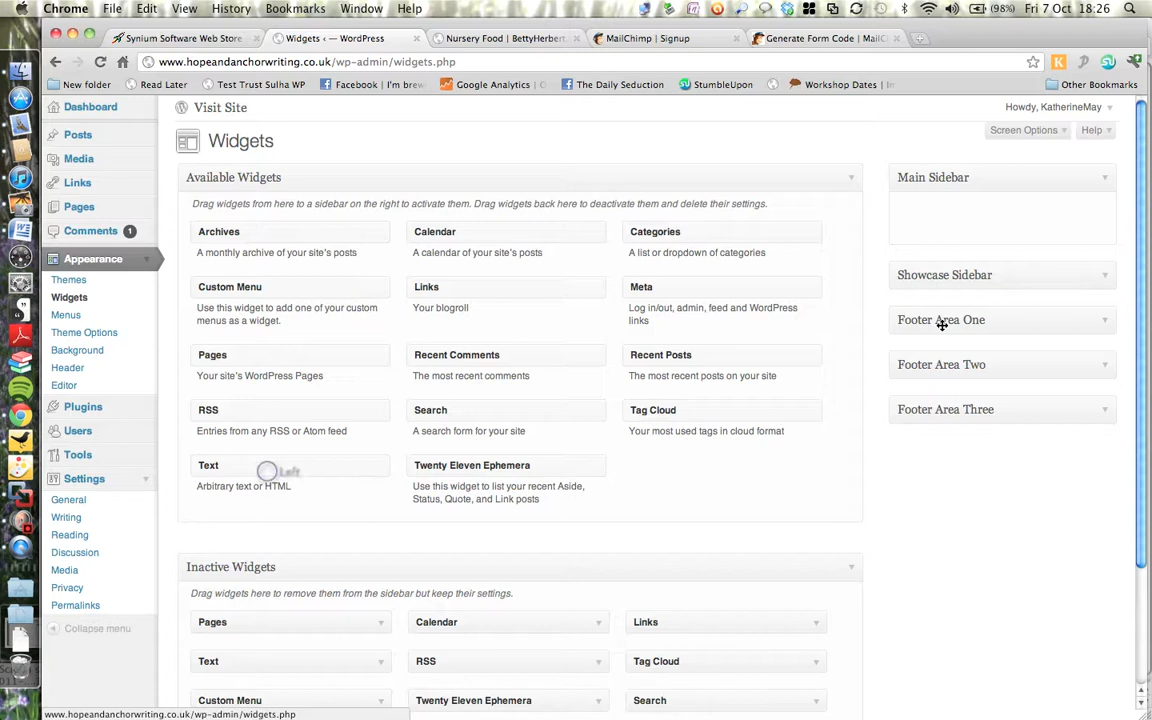 Chrome File Edit View History Bookmarks Window Help (98%) Fri 7 Oct 18:26
Synium Software Web Store Widgets ‹ — WordPress Nursery Food | BettyHerbert. MailChimp | Signup Generate Form Code | MailCl
www.hopeandanchorwriting.co.uk/wp-admin/widgets.php
New folder Read Later Test Trust Sulha WP Facebook | I'm brew Google Analytics | O The Daily Seduction StumbleUpon Workshop Dates | In Other Bookmarks
Dashboard
Posts
Media
Links
Pages
Comments 1
Appearance
Themes
Widgets
Menus
Theme Options
Background
Header
Editor
Plugins
Users
Tools
Settings
General
Writing
Reading
Discussion
Media
Privacy
Permalinks
Collapse menu
Visit Site
Howdy, KatherineMay
Widgets
Screen Options Help
Available Widgets
Drag widgets from here to a sidebar on the right to activate them. Drag widgets back here to deactivate them and delete their settings.
Archives Calendar Categories
A monthly archive of your site's posts A calendar of your site's posts A list or dropdown of categories
Custom Menu Links Meta
Use this widget to add one of your custom Your blogroll Log in/out, admin, feed and WordPress
menus as a widget. links
Pages Recent Comments Recent Posts
Your site's WordPress Pages The most recent comments The most recent posts on your site
RSS Search Tag Cloud
Entries from any RSS or Atom feed A search form for your site Your most used tags in cloud format
Text Twenty Eleven Ephemera
Left
Arbitrary text or HTML Use this widget to list your recent Aside,
Status, Quote, and Link posts
Inactive Widgets
Drag widgets here to remove them from the sidebar but keep their settings.
Pages Calendar Links
Text RSS Tag Cloud
Custom Menu Twenty Eleven Ephemera Search
Main Sidebar
Showcase Sidebar
Footer Area One
Footer Area Two
Footer Area Three
www.hopeandanchorwriting.co.uk/wp-admin/widgets.php